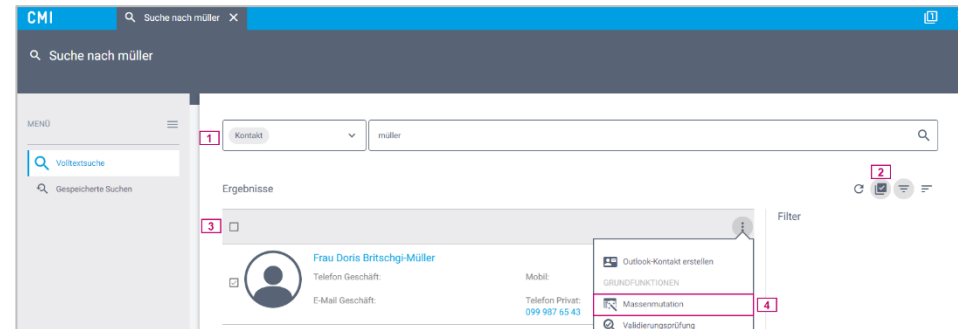 CMI
Suche nach müller
1
Suche nach müller
MENÜ
Volltextsuche
Gespeicherte Suchen
1
Kontakt
müller
Ergebnisse
2
Filter
3
Frau Doris Britschgi-Müller
Telefon Geschäft:
Mobil:
E-Mail Geschäft:
Telefon Privat:
099 987 65 43
Outlook-Kontakt erstellen
GRUNDFUNKTIONEN
Massenmutation
4
Validierungsprüfung